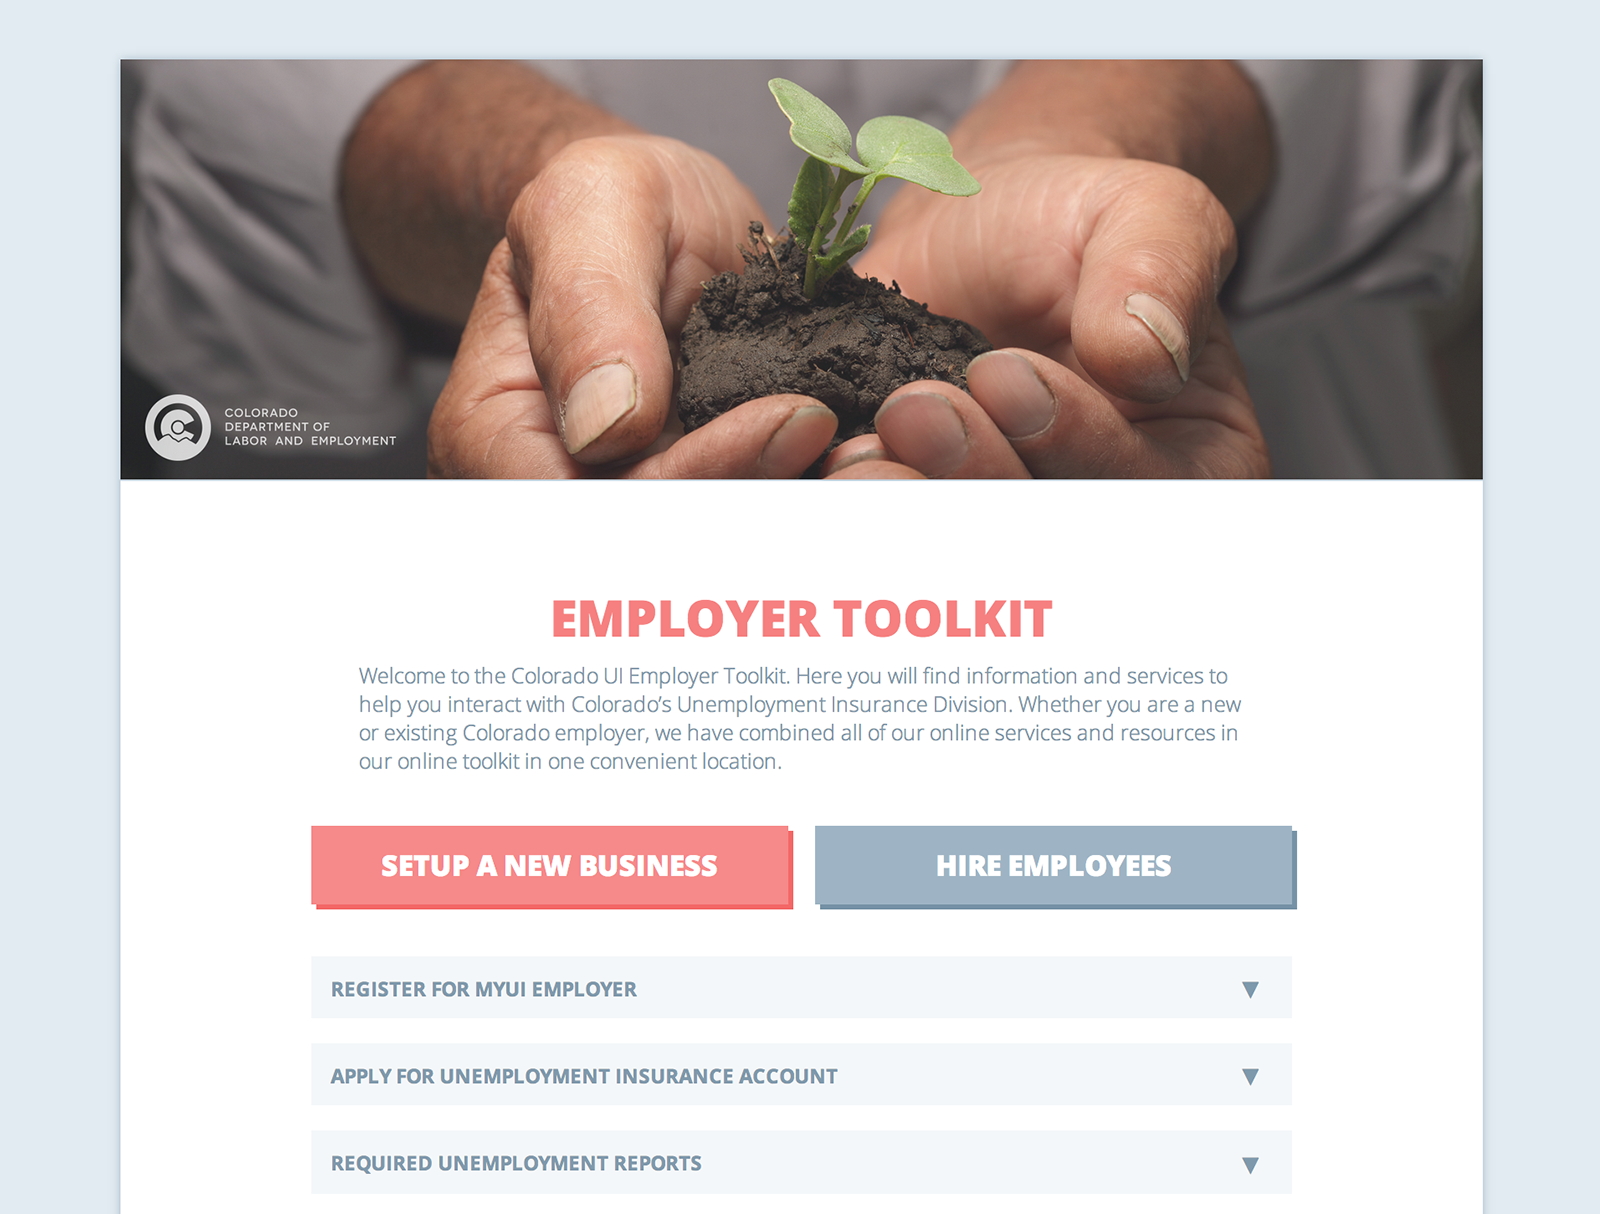 COLORADO
DEPARTMENT OF
LABOR AND EMPLOYMENT
EMPLOYER TOOLKIT
Welcome to the Colorado UI Employer Toolkit. Here you will find information and services to
help you interact with Colorado’s Unemployment Insurance Division. Whether you are a new
or existing Colorado employer, we have combined all of our online services and resources in
our online toolkit in one convenient location.
SETUP A NEW BUSINESS
HIRE EMPLOYEES
REGISTER FOR MYUI EMPLOYER
APPLY FOR UNEMPLOYMENT INSURANCE ACCOUNT
REQUIRED UNEMPLOYMENT REPORTS